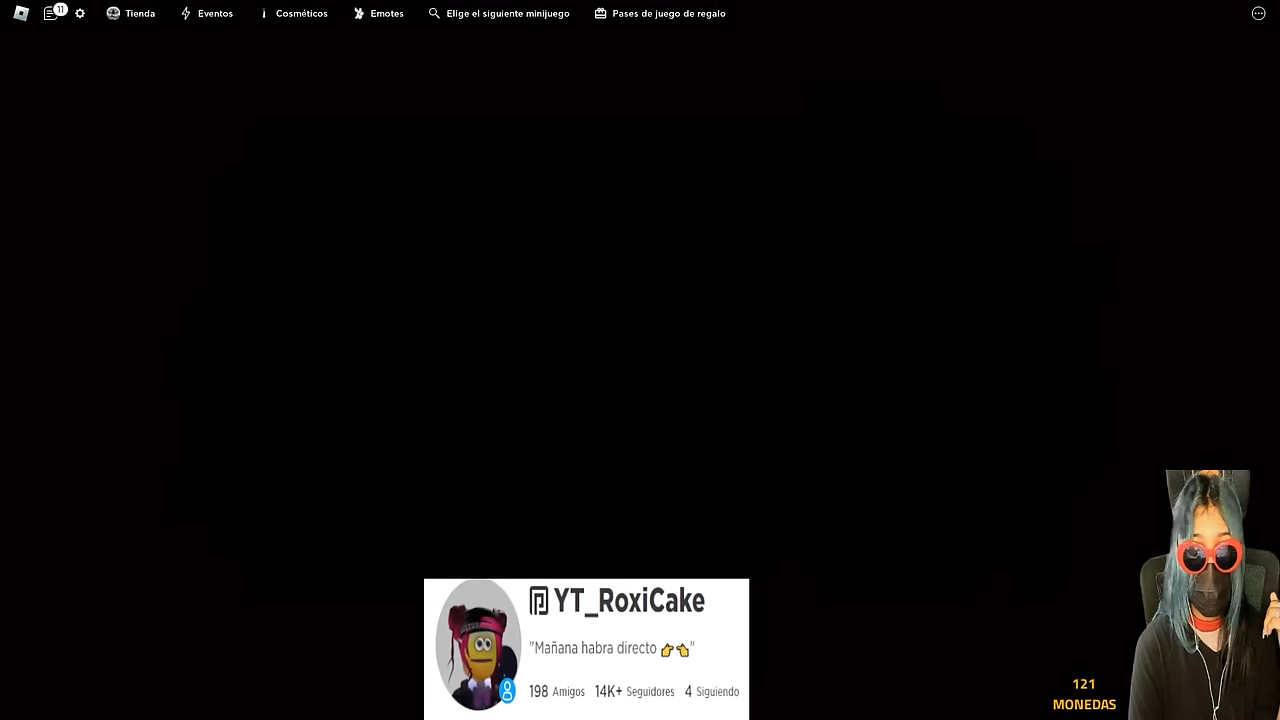 11 Tienda Eventos Cosméticos Emotes Elige el siguiente minijuego Pases de juego de regalo
YT_RoxiCake
"Mañana habra directo 👉👈"
198 Amigos 14K+ Seguidores 4 Siguiendo
121
MONEDAS